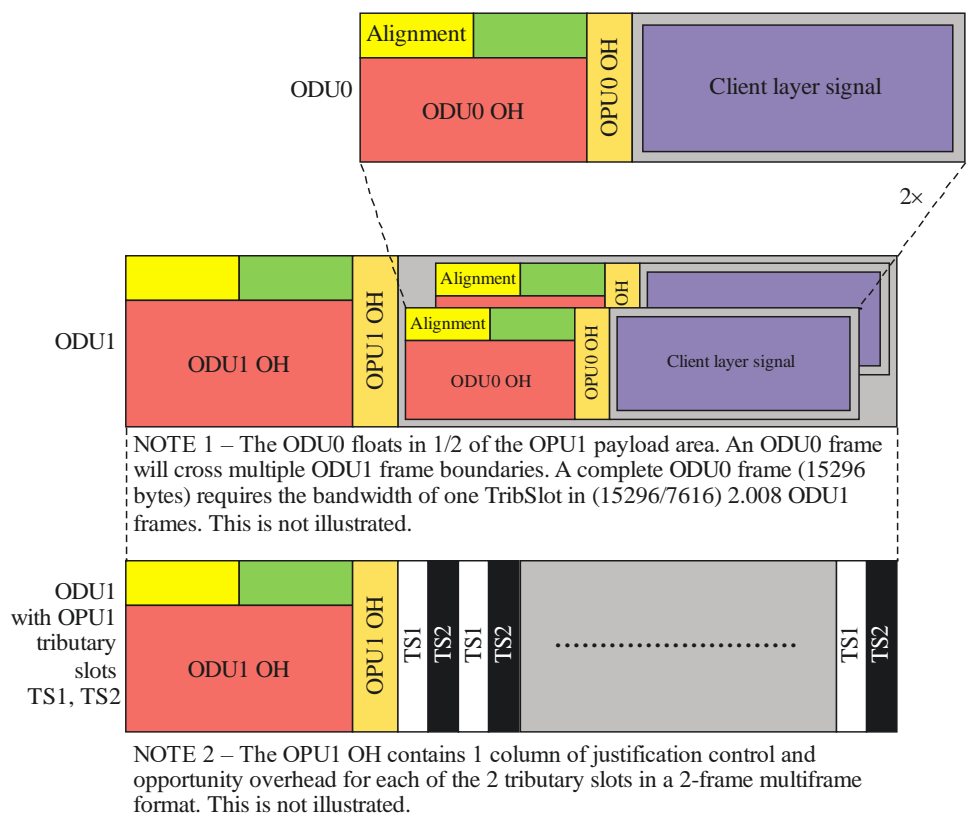 Alignment
ODU0
ODU0 OH
OPU0 OH
Client layer signal
2×
ODU1
ODU1 OH
OPU1 OH
Alignment
OH
Alignment
ODU0 OH
OPU0 OH
Client layer signal
NOTE 1 – The ODU0 floats in 1/2 of the OPU1 payload area. An ODU0 frame
will cross multiple ODU1 frame boundaries. A complete ODU0 frame (15296
bytes) requires the bandwidth of one TribSlot in (15296/7616) 2.008 ODU1
frames. This is not illustrated.
ODU1
with OPU1
tributary
slots
TS1, TS2
ODU1 OH
OPU1 OH
TS1
TS2
TS1
TS2
TS1
TS2
NOTE 2 – The OPU1 OH contains 1 column of justification control and
opportunity overhead for each of the 2 tributary slots in a 2-frame multiframe
format. This is not illustrated.